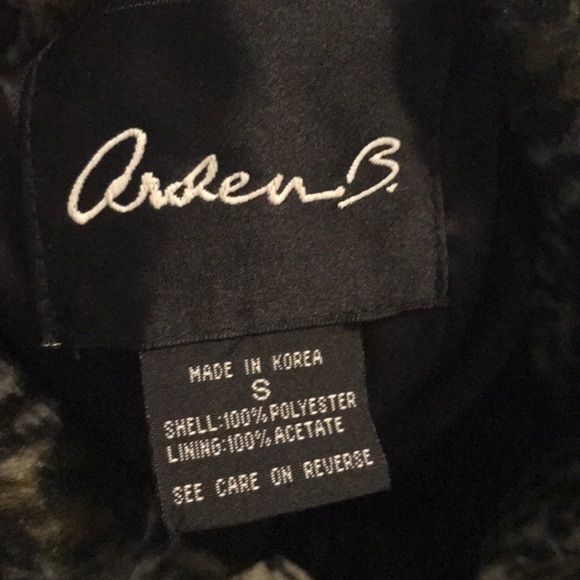 Arden B.
MADE IN KOREA
S
SHELL:100%POLYESTER
LINING:100% ACETATE
SEE CARE ON REVERSE